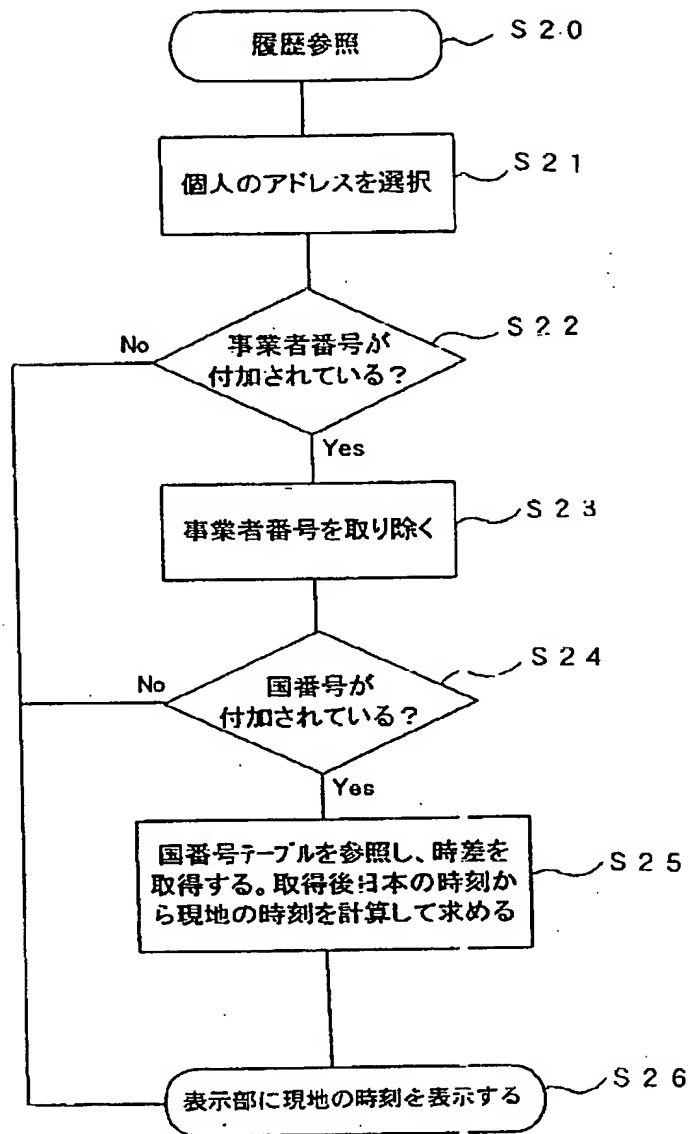 履歴参照
S20
個人のアドレスを選択
S21
事業者番号が
付加されている?
S22
No
Yes
事業者番号を取り除く
S23
国番号が
付加されている?
S24
No
Yes
国番号テーブルを参照し、時差を
取得する。取得後日本の時刻か
ら現地の時刻を計算して求める
S25
表示部に現地の時刻を表示する
S26